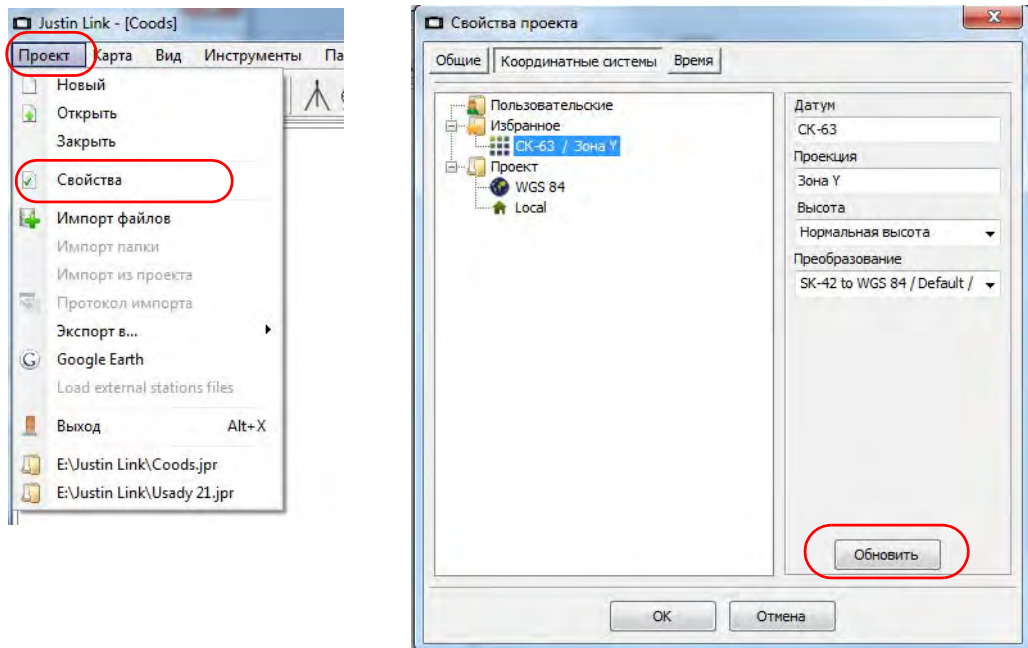 Justin Link - [Coods]
Проект Карта Вид Инструменты Па
Новый
Открыть
Закрыть
Свойства
Импорт файлов
Импорт папки
Импорт из проекта
Протокол импорта
Экспорт в...
Google Earth
Load external stations files
Выход Alt+X
E:\Justin Link\Coods.jpr
E:\Justin Link\Usady 21.jpr
Свойства проекта
Общие Координатные системы Время
Пользовательские
Избранное
СК-63 / Зона Y
Проект
WGS 84
Local
Датум
СК-63
Проекция
Зона Y
Высота
Нормальная высота
Преобразование
SK-42 to WGS 84 / Default /
Обновить
OK Отмена